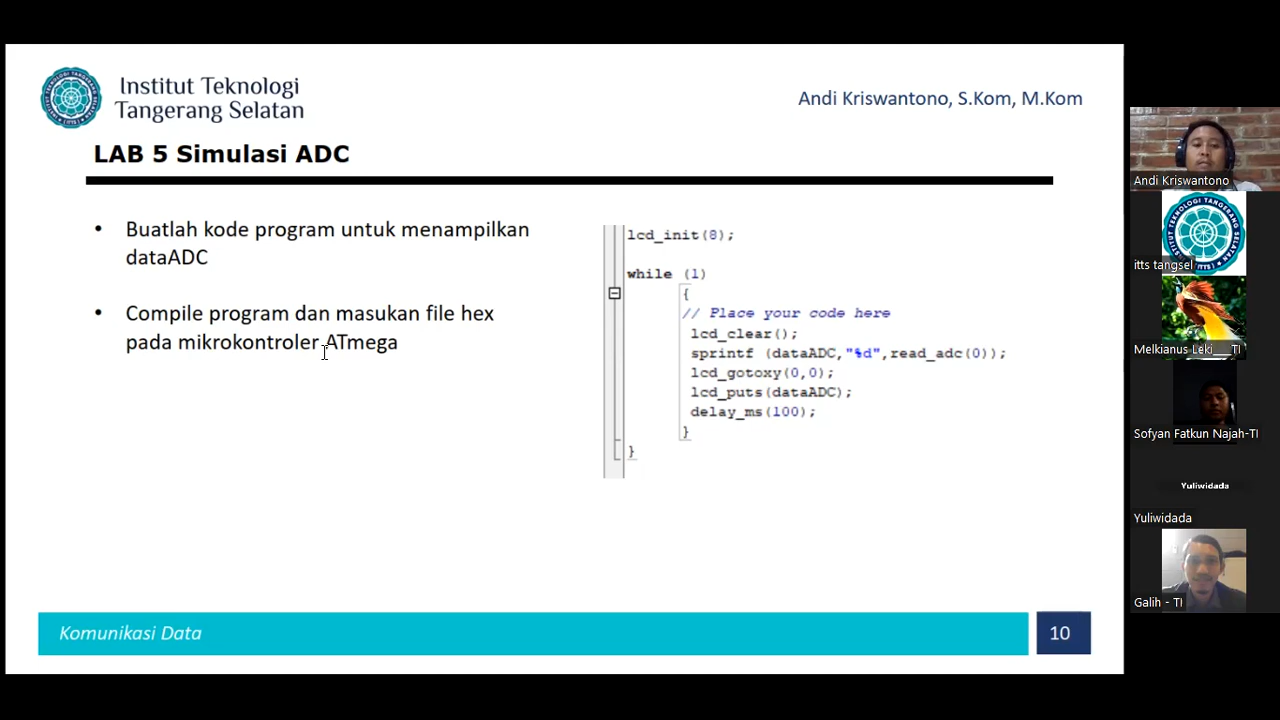 Institut Teknologi
Tangerang Selatan
Andi Kriswantono, S.Kom, M.Kom
LAB 5 Simulasi ADC
• Buatlah kode program untuk menampilkan
dataADC
• Compile program dan masukan file hex
pada mikrokontroler ATmega
lcd_init(8);
while (1)
{
// Place your code here
lcd_clear();
sprintf (dataADC,"%d",read_adc(0));
lcd_gotoxy(0,0);
lcd_puts(dataADC);
delay_ms(100);
}
}
Komunikasi Data
10
Andi Kriswantono
itts tangsel
Melkianus Leki___TI
Sofyan Fatkun Najah-TI
Yuliwidada
Yuliwidada
Galih - TI